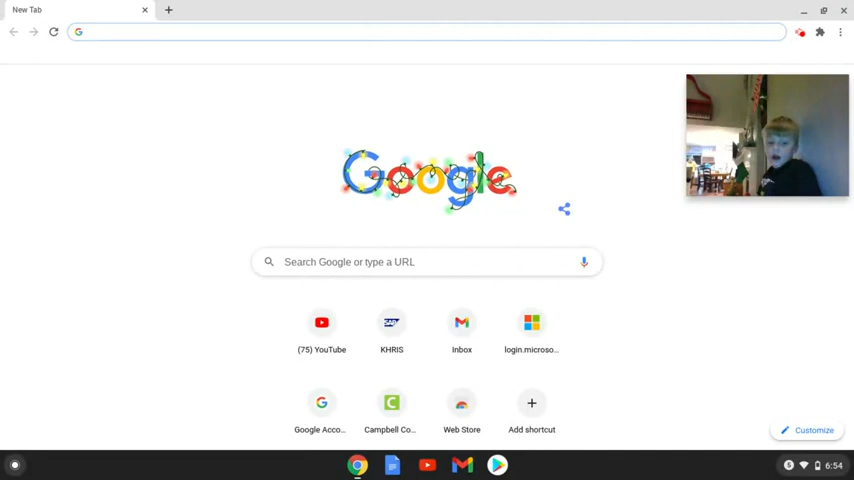 New Tab
Google
Search Google or type a URL
(75) YouTube
KHRIS
Inbox
login.microso...
Google Acco...
Campbell Co...
Web Store
Add shortcut
Customize
6:54